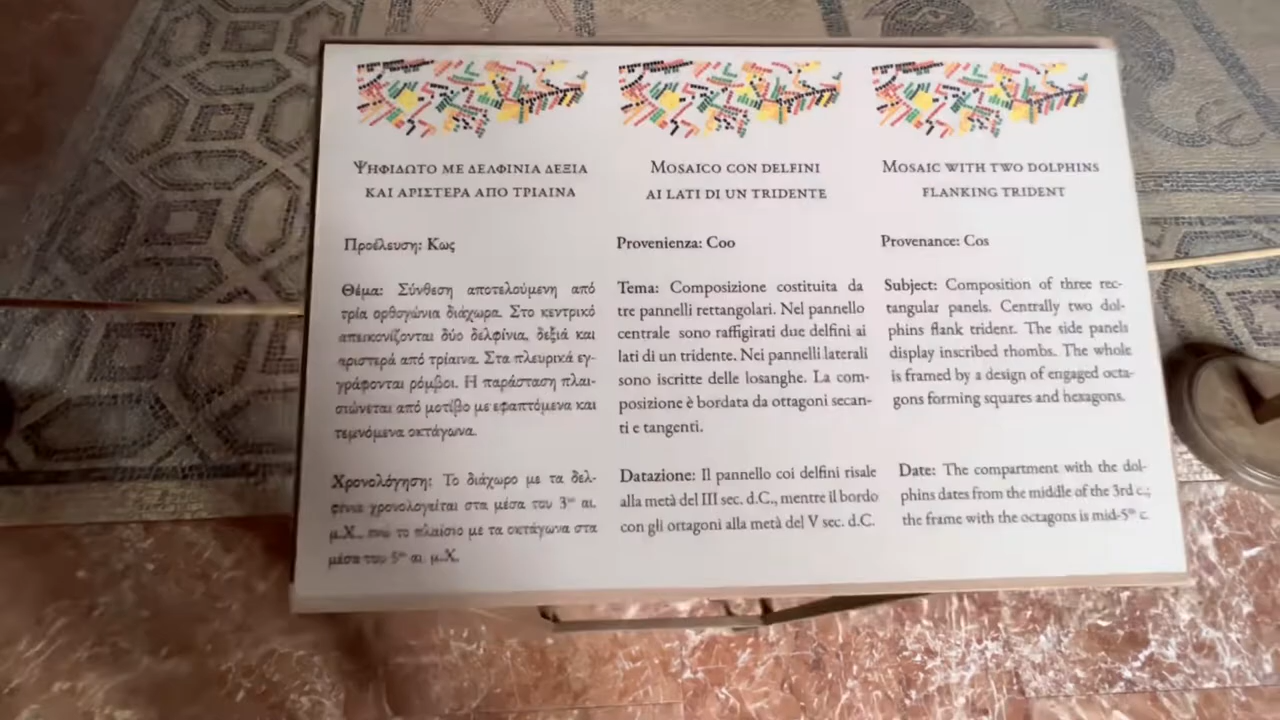 Ψηφιδωτο με δελφινια δεξια
και αριστερα απο τριαινα
Προέλευση: Κως
Θέμα: Σύνθεση αποτελούμενη από
τρία ορθογώνια διάχωρα. Στο κεντρικό
απεικονίζονται δύο δελφίνια, δεξιά και
αριστερά από τρίαινα. Στα πλευρικά εγ-
γράφονται ρόμβοι. Η παράσταση πλαι-
σιώνεται από μοτίβο με εφαπτόμενα και
τεμνόμενα οκτάγωνα.
Χρονολόγηση: Το διάχωρο με τα δελ-
φίνια χρονολογείται στα μέσα του 3ου αι.
μ.Χ., ενώ το πλαίσιο με τα οκτάγωνα στα
μέσα του 5ου αι. μ.Χ.
Mosaico con delfini
ai lati di un tridente
Provenienza: Coo
Tema: Composizione costituita da
tre pannelli rettangolari. Nel pannello
centrale sono raffigirati due delfini ai
lati di un tridente. Nei pannelli laterali
sono iscritte delle losanghe. La com-
posizione è bordata da ottagoni secan-
ti e tangenti.
Datazione: Il pannello coi delfini risale
alla metà del III sec. d.C., mentre il bordo
con gli ottagoni alla metà del V sec. d.C.
Mosaic with two dolphins
flanking trident
Provenance: Cos
Subject: Composition of three rec-
tangular panels. Centrally two dol-
phins flank trident. The side panels
display inscribed rhombs. The whole
is framed by a design of engaged octa-
gons forming squares and hexagons.
Date: The compartment with the dol-
phins dates from the middle of the 3rd c.;
the frame with the octagons is mid-5th c.